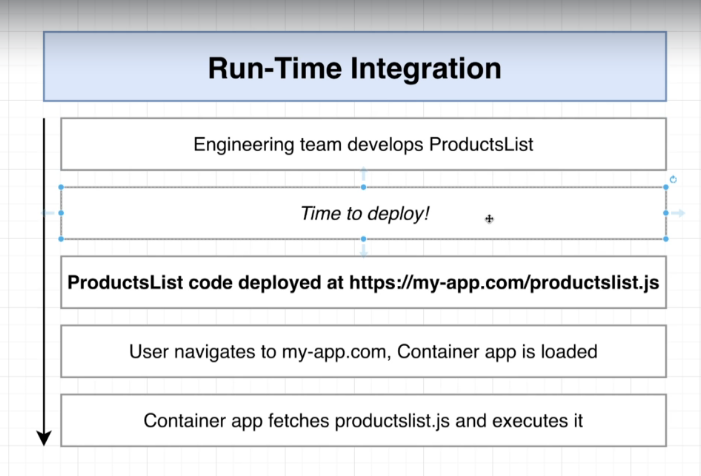 Run-Time Integration
Engineering team develops ProductsList
Time to deploy!
ProductsList code deployed at https://my-app.com/productslist.js
User navigates to my-app.com, Container app is loaded
Container app fetches productslist.js and executes it